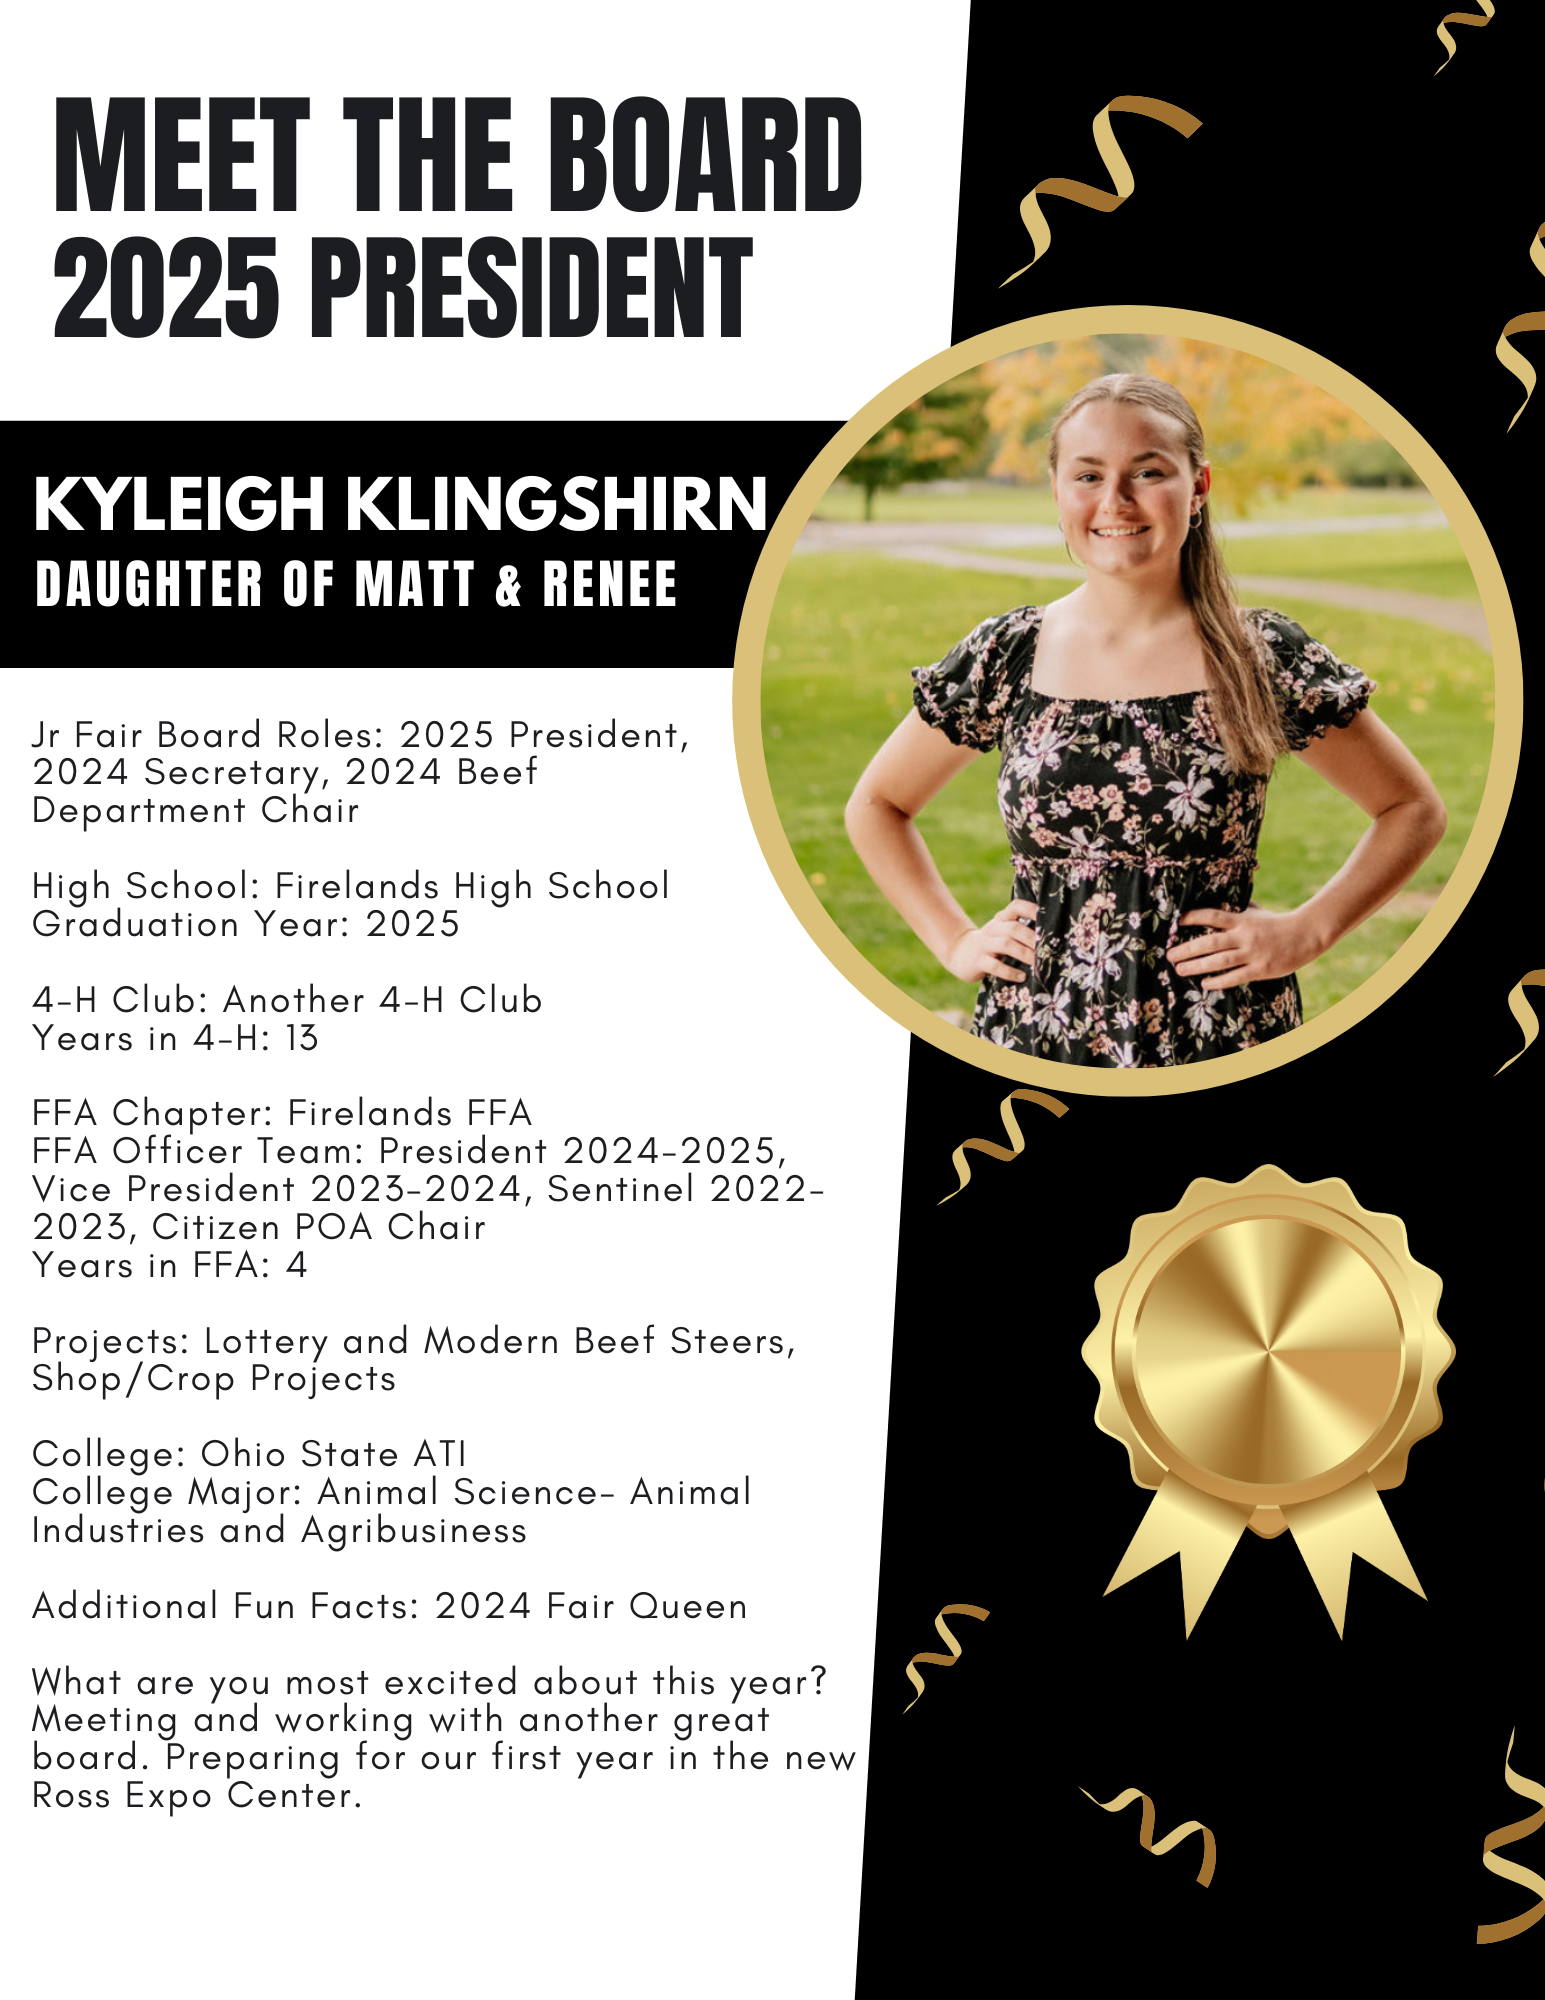 MEET THE BOARD
2025 PRESIDENT
KYLEIGH KLINGSHIRN
DAUGHTER OF MATT & RENEE
Jr Fair Board Roles: 2025 President,
2024 Secretary, 2024 Beef
Department Chair
High School: Firelands High School
Graduation Year: 2025
4-H Club: Another 4-H Club
Years in 4-H: 13
FFA Chapter: Firelands FFA
FFA Officer Team: President 2024-2025,
Vice President 2023-2024, Sentinel 2022-
2023, Citizen POA Chair
Years in FFA: 4
Projects: Lottery and Modern Beef Steers,
Shop/Crop Projects
College: Ohio State ATI
College Major: Animal Science- Animal
Industries and Agribusiness
Additional Fun Facts: 2024 Fair Queen
What are you most excited about this year?
Meeting and working with another great
board. Preparing for our first year in the new
Ross Expo Center.